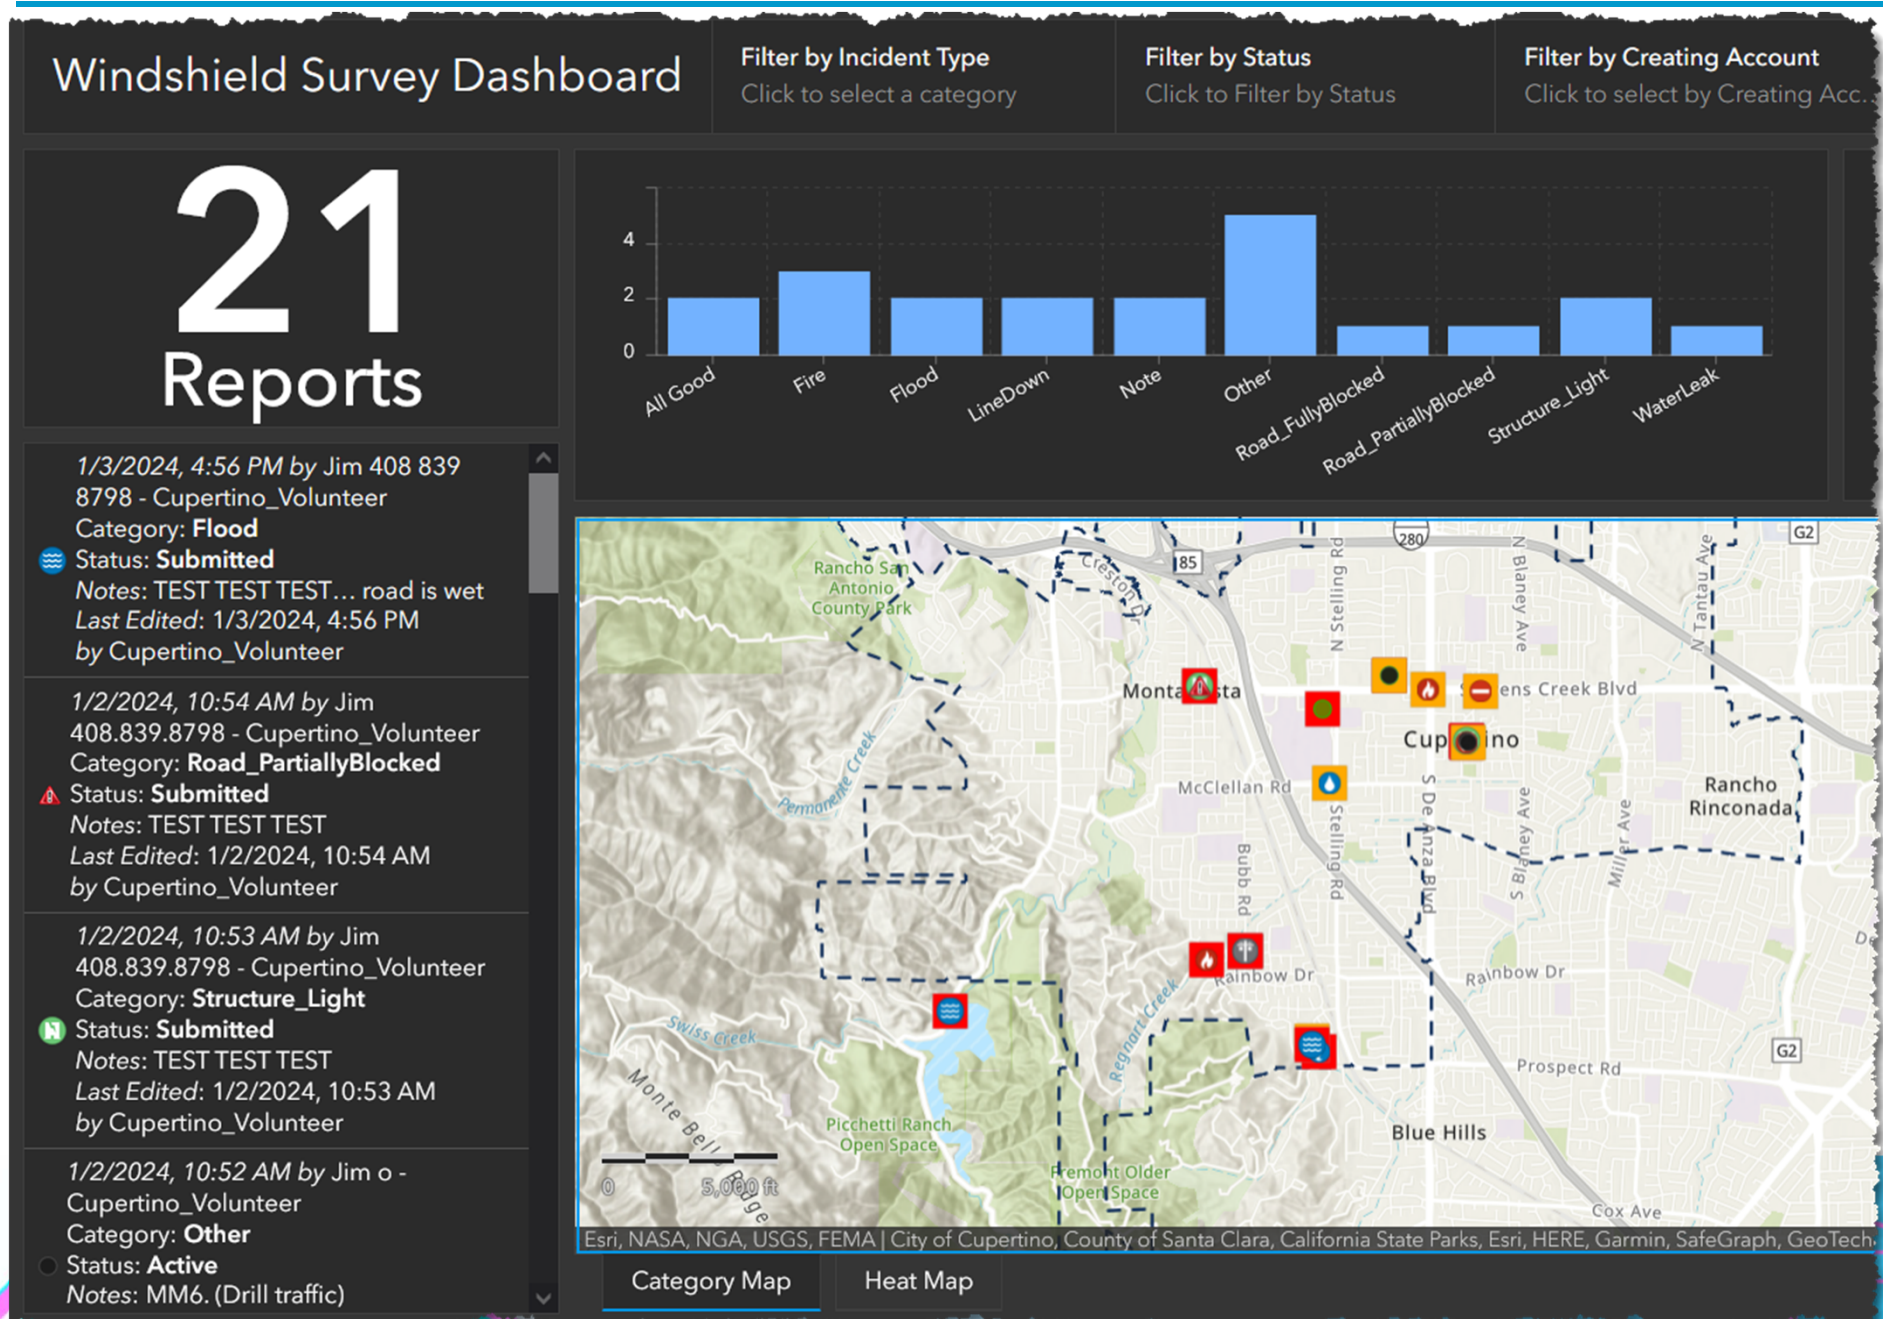 Windshield Survey Dashboard
Filter by Incident Type
Click to select a category
Filter by Status
Click to Filter by Status
Filter by Creating Account
Click to select by Creating Acc...
21
Reports
4
2
0
All Good
Fire
Flood
LineDown
Note
Other
Road_FullyBlocked
Road_PartiallyBlocked
Structure_Light
WaterLeak
1/3/2024, 4:56 PM by Jim 408 839
8798 - Cupertino_Volunteer
Category: Flood
Status: Submitted
Notes: TEST TEST TEST... road is wet
Last Edited: 1/3/2024, 4:56 PM
by Cupertino_Volunteer
1/2/2024, 10:54 AM by Jim
408.839.8798 - Cupertino_Volunteer
Category: Road_PartiallyBlocked
Status: Submitted
Notes: TEST TEST TEST
Last Edited: 1/2/2024, 10:54 AM
by Cupertino_Volunteer
1/2/2024, 10:53 AM by Jim
408.839.8798 - Cupertino_Volunteer
Category: Structure_Light
Status: Submitted
Notes: TEST TEST TEST
Last Edited: 1/2/2024, 10:53 AM
by Cupertino_Volunteer
1/2/2024, 10:52 AM by Jim o -
Cupertino_Volunteer
Category: Other
Status: Active
Notes: MM6. (Drill traffic)
Rancho San
Antonio
County Park
Creston Dr
85
280
G2
N Stelling Rd
N Blaney Ave
N Tantau Ave
ens Creek Blvd
Permanente Creek
McClellan Rd
Rancho
Rinconada
Stelling Rd
S De Anza Blvd
S Blaney Ave
Miller Ave
Bubb Rd
Rainbow Dr
Rainbow Dr
Swiss Creek
Regnart Creek
Prospect Rd
G2
Monte Bello Ridge
Picchetti Ranch
Open Space
Blue Hills
Fremont Older
Open Space
Cox Ave
0
5,000 ft
Esri, NASA, NGA, USGS, FEMA | City of Cupertino, County of Santa Clara, California State Parks, Esri, HERE, Garmin, SafeGraph, GeoTech
Category Map
Heat Map